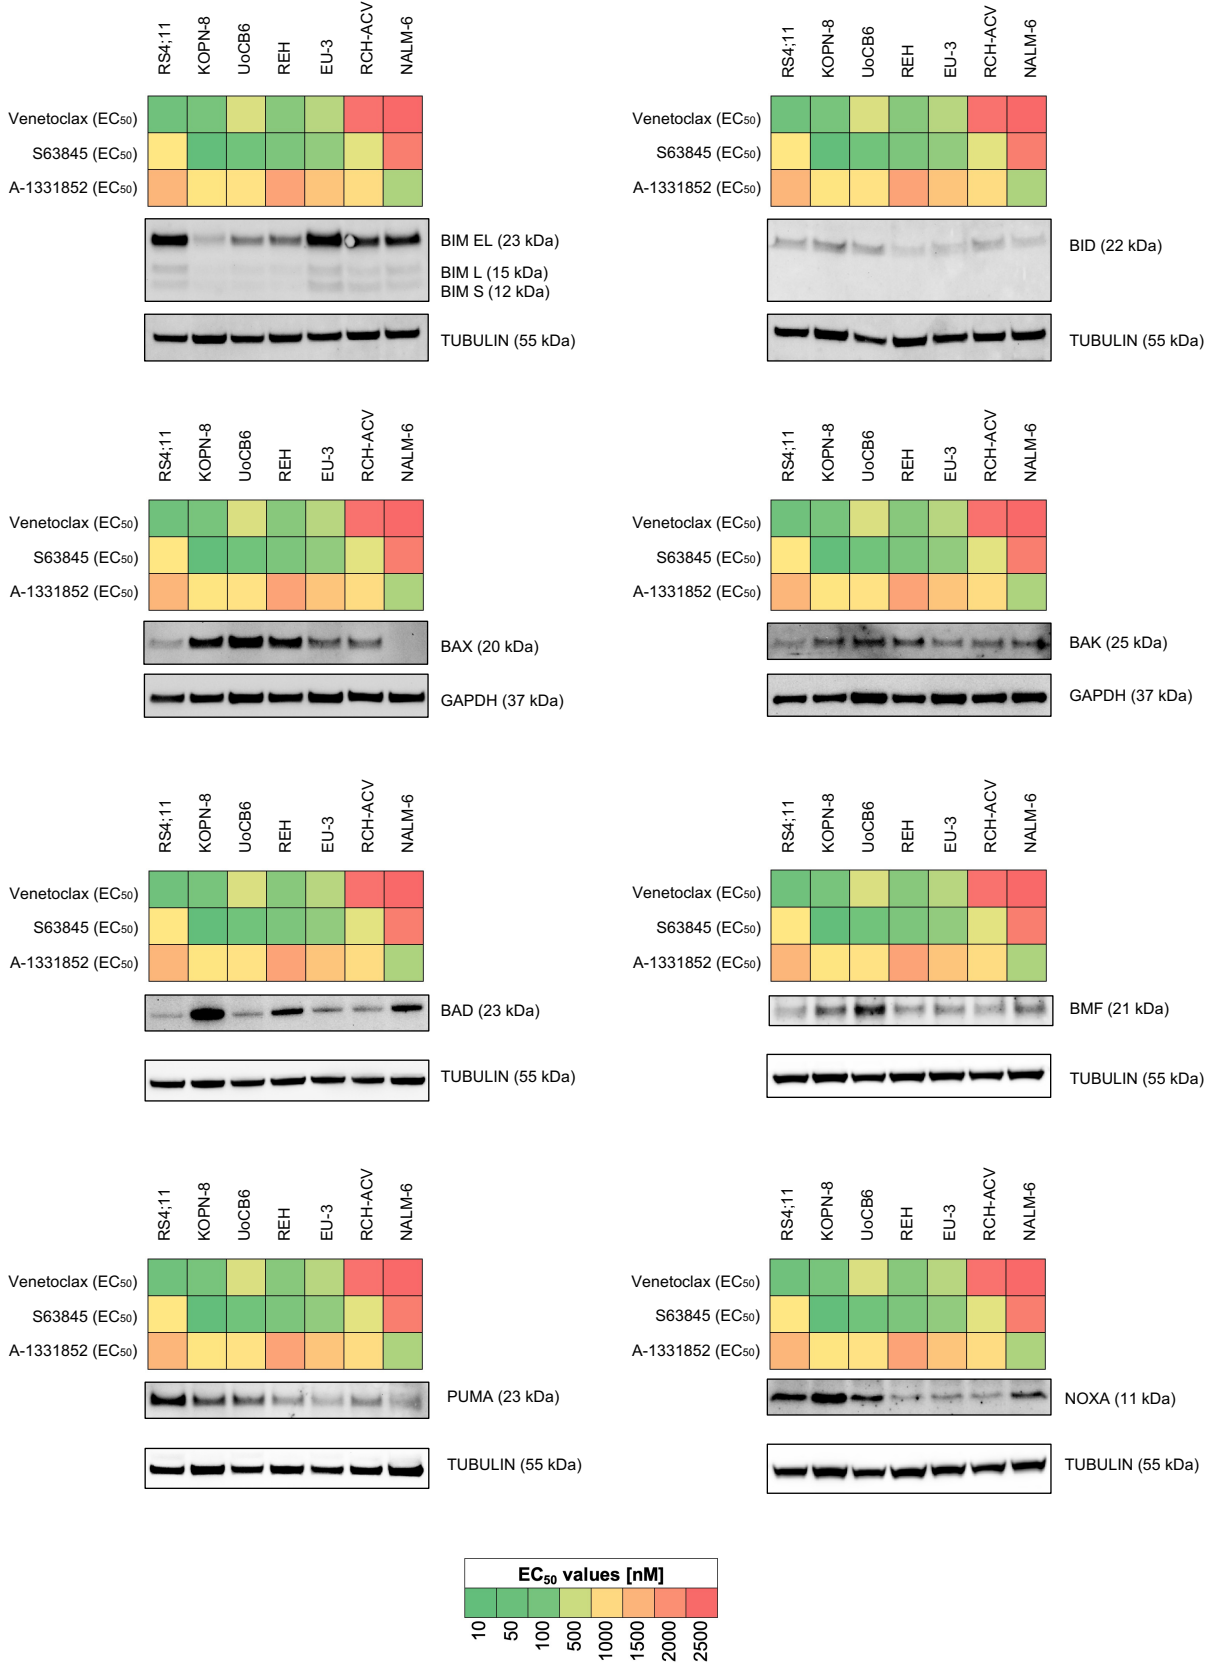 RS4;11 KOPN-8 UoCB6 REH EU-3 RCH-ACV NALM-6
Venetoclax (EC50)
S63845 (EC50)
A-1331852 (EC50)
BIM EL (23 kDa)
BIM L (15 kDa)
BIM S (12 kDa)
TUBULIN (55 kDa)
RS4;11 KOPN-8 UoCB6 REH EU-3 RCH-ACV NALM-6
Venetoclax (EC50)
S63845 (EC50)
A-1331852 (EC50)
BID (22 kDa)
TUBULIN (55 kDa)
RS4;11 KOPN-8 UoCB6 REH EU-3 RCH-ACV NALM-6
Venetoclax (EC50)
S63845 (EC50)
A-1331852 (EC50)
BAX (20 kDa)
GAPDH (37 kDa)
RS4;11 KOPN-8 UoCB6 REH EU-3 RCH-ACV NALM-6
Venetoclax (EC50)
S63845 (EC50)
A-1331852 (EC50)
BAK (25 kDa)
GAPDH (37 kDa)
RS4;11 KOPN-8 UoCB6 REH EU-3 RCH-ACV NALM-6
Venetoclax (EC50)
S63845 (EC50)
A-1331852 (EC50)
BAD (23 kDa)
TUBULIN (55 kDa)
RS4;11 KOPN-8 UoCB6 REH EU-3 RCH-ACV NALM-6
Venetoclax (EC50)
S63845 (EC50)
A-1331852 (EC50)
BMF (21 kDa)
TUBULIN (55 kDa)
RS4;11 KOPN-8 UoCB6 REH EU-3 RCH-ACV NALM-6
Venetoclax (EC50)
S63845 (EC50)
A-1331852 (EC50)
PUMA (23 kDa)
TUBULIN (55 kDa)
RS4;11 KOPN-8 UoCB6 REH EU-3 RCH-ACV NALM-6
Venetoclax (EC50)
S63845 (EC50)
A-1331852 (EC50)
NOXA (11 kDa)
TUBULIN (55 kDa)
EC50 values [nM]
10 50 100 500 1000 1500 2000 2500